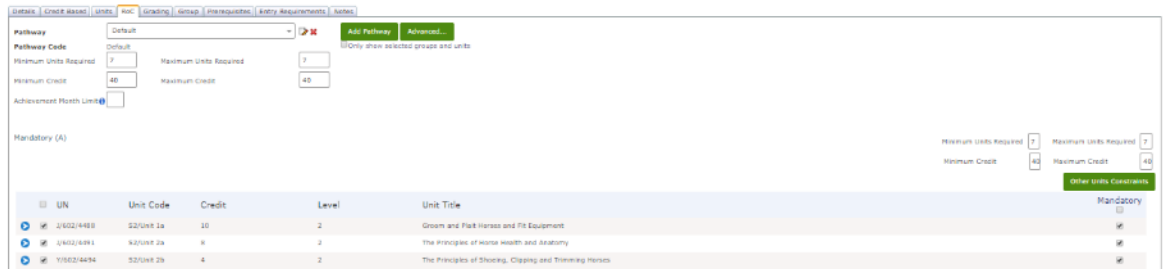 Details Credit Based Units RoC Grading Group Prerequisites Entry Requirements Notes
Pathway Default Add Pathway Advanced...
Pathway Code Default Only show selected groups and units
Minimum Units Required 7 Maximum Units Required 7
Minimum Credit 40 Maximum Credit 40
Achievement Month Limit
Mandatory (A)
Minimum Units Required 7 Maximum Units Required 7
Minimum Credit 40 Maximum Credit 40
Other Units Constraints
UN Unit Code Credit Level Unit Title Mandatory
J/602/4488 S2/Unit 1a 10 2 Groom and Plait Horses and Fit Equipment
S2/Unit 2a 8 2 The Principles of Horse Health and Anatomy
Y/602/4494 S2/Unit 2b 4 2 The Principles of Shoeing, Clipping and Trimming Horses